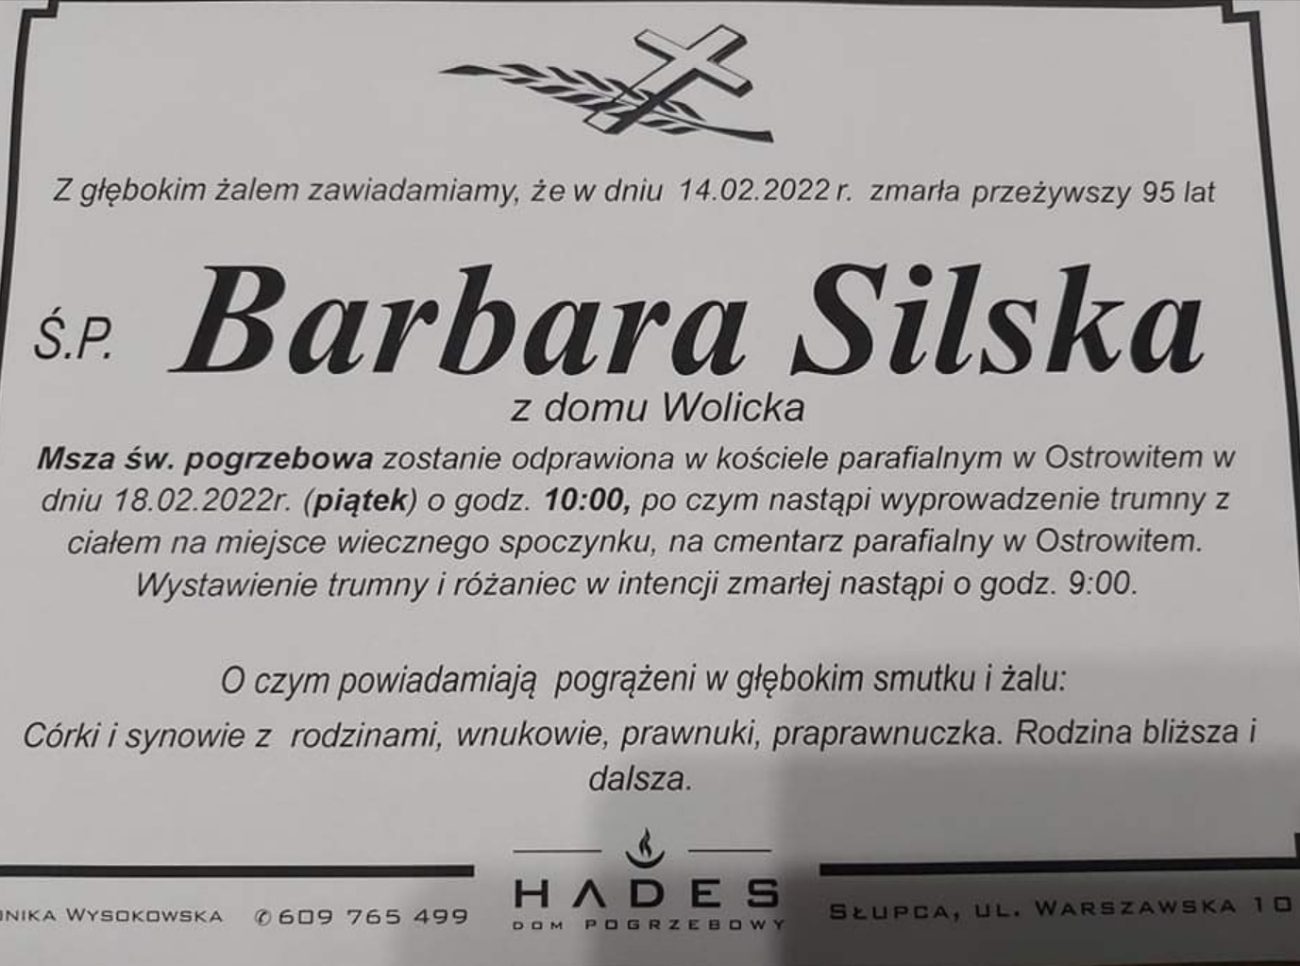 Z głębokim żalem zawiadamiamy, że w dniu 14.02.2022 r. zmarła przeżywszy 95 lat
Ś.P. Barbara Silska
z domu Wolicka
Msza św. pogrzebowa zostanie odprawiona w kościele parafialnym w Ostrowitem w
dniu 18.02.2022r. (piątek) o godz. 10:00, po czym nastąpi wyprowadzenie trumny z
ciałem na miejsce wiecznego spoczynku, na cmentarz parafialny w Ostrowitem.
Wystawienie trumny i różaniec w intencji zmarłej nastąpi o godz. 9:00.
O czym powiadamiają pogrążeni w głębokim smutku i żalu:
Córki i synowie z rodzinami, wnukowie, prawnuki, praprawnuczka. Rodzina bliższa i
dalsza.
Wysokowska ✆609 765 499
HADES
DOM POGRZEBOWY
Słupca, ul. Warszawska 10